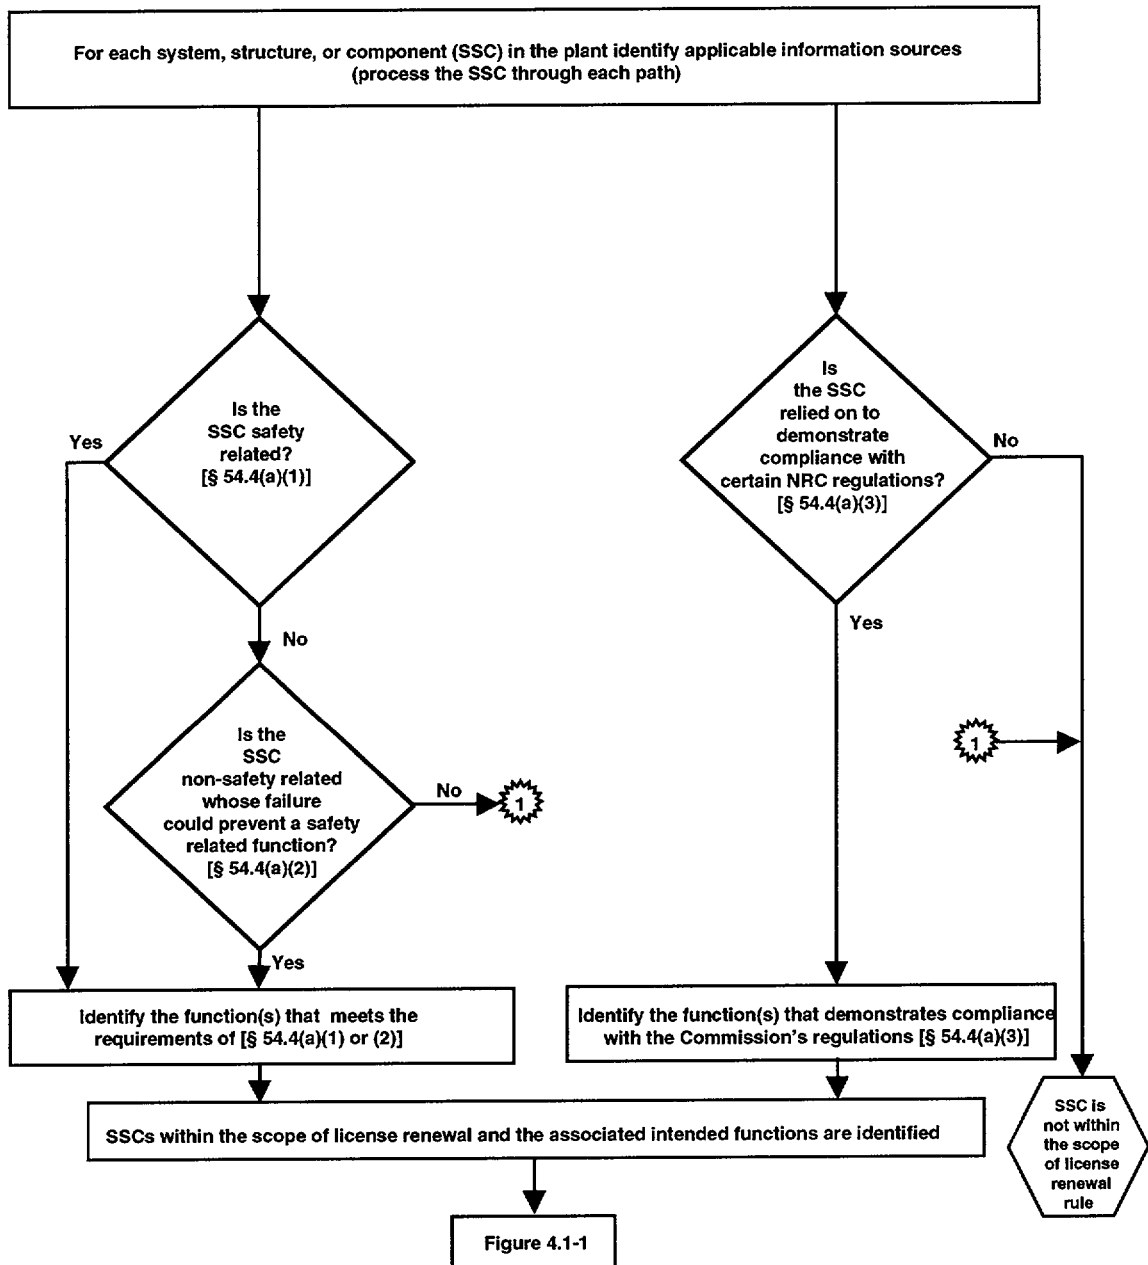 For each system, structure, or component (SSC) in the plant identify applicable information sources
(process the SSC through each path)
Is the
SSC safety
related?
[§ 54.4(a)(1)]
Yes
No
Is
the SSC
relied on to
demonstrate
compliance with
certain NRC regulations?
[§ 54.4(a)(3)]
No
Yes
Is the
SSC
non-safety related
whose failure
could prevent a safety
related function?
[§ 54.4(a)(2)]
No
1
Yes
1
Identify the function(s) that meets the
requirements of [§ 54.4(a)(1) or (2)]
Identify the function(s) that demonstrates compliance
with the Commission's regulations [§ 54.4(a)(3)]
SSCs within the scope of license renewal and the associated intended functions are identified
SSC is
not within
the scope
of license
renewal
rule
Figure 4.1-1